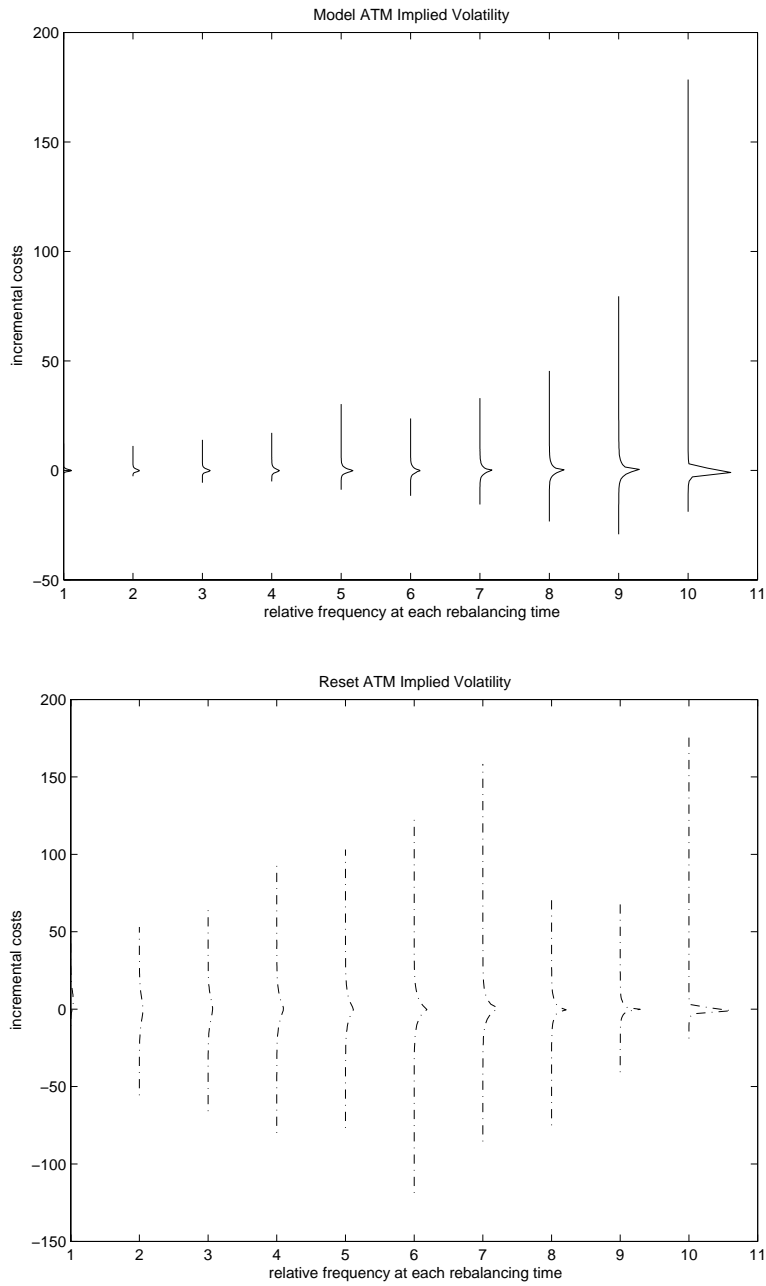 Model ATM Implied Volatility
200
150
100
50
0
−50
incremental costs
1 2 3 4 5 6 7 8 9 10 11
relative frequency at each rebalancing time
Reset ATM Implied Volatility
200
150
100
50
0
−50
−100
−150
incremental costs
1 2 3 4 5 6 7 8 9 10 11
relative frequency at each rebalancing time